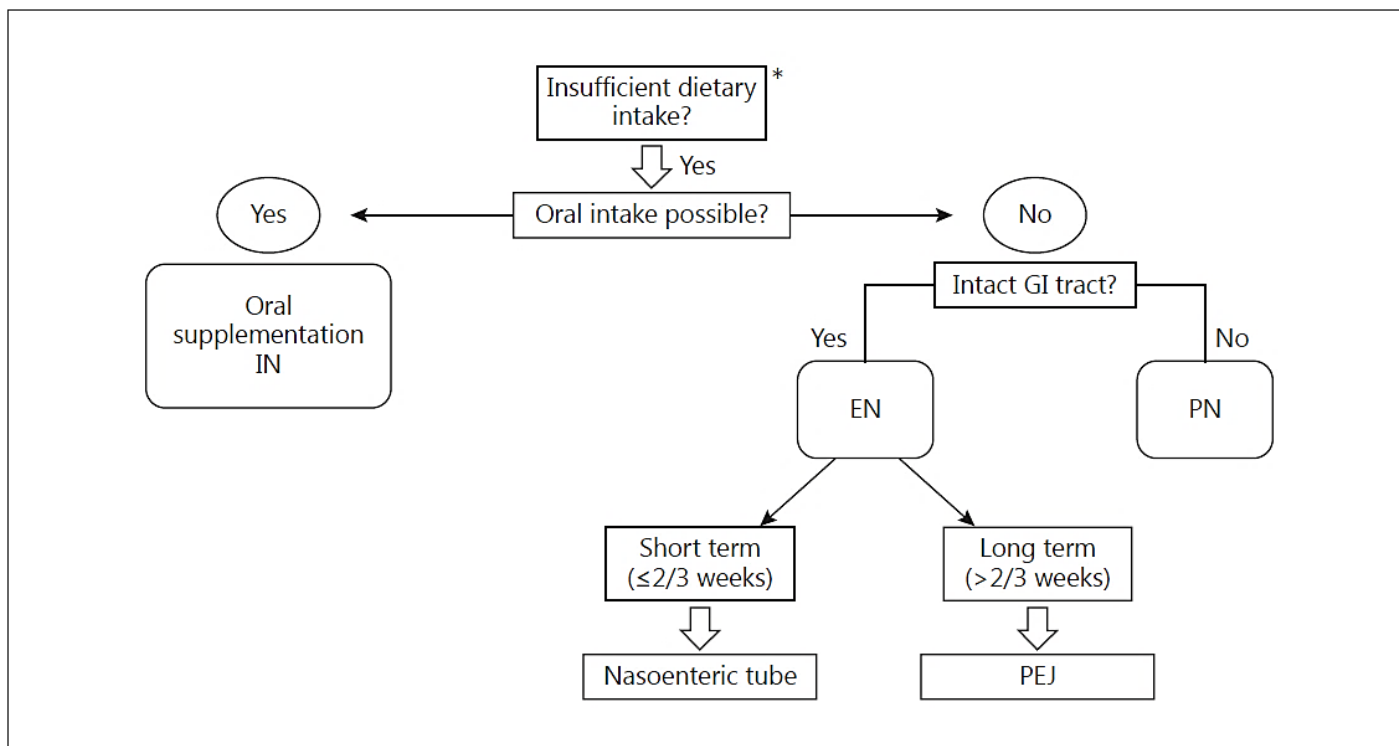 Insufficient dietary *
intake?
Yes
Yes
Oral intake possible?
No
Oral
supplementation
IN
Intact GI tract?
Yes
No
EN
PN
Short term
(≤2/3 weeks)
Long term
(>2/3 weeks)
Nasoenteric tube
PEJ